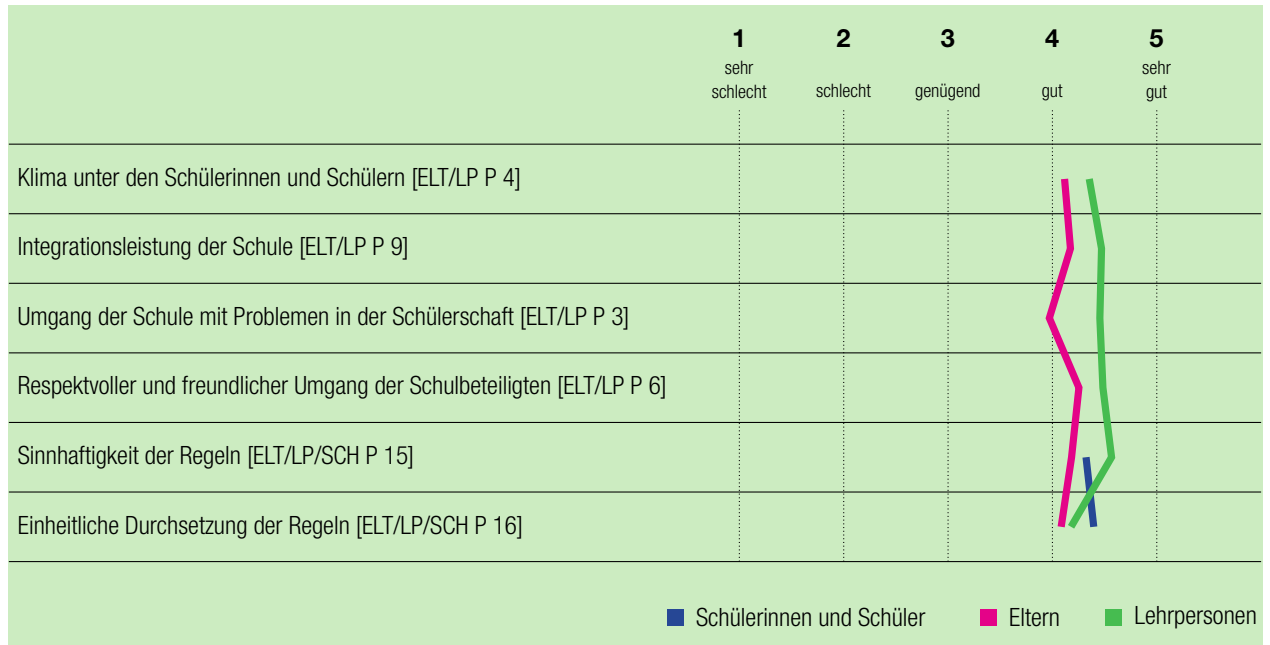 1 2 3 4 5
sehr schlecht schlecht genügend gut sehr gut
Klima unter den Schülerinnen und Schülern [ELT/LP P 4]
Integrationsleistung der Schule [ELT/LP P 9]
Umgang der Schule mit Problemen in der Schülerschaft [ELT/LP P 3]
Respektvoller und freundlicher Umgang der Schulbeteiligten [ELT/LP P 6]
Sinnhaftigkeit der Regeln [ELT/LP/SCH P 15]
Einheitliche Durchsetzung der Regeln [ELT/LP/SCH P 16]
Schülerinnen und Schüler Eltern Lehrpersonen